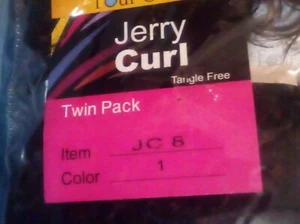 Jerry
Curl
Tangle Free
Twin Pack
Item JC 8
Color 1